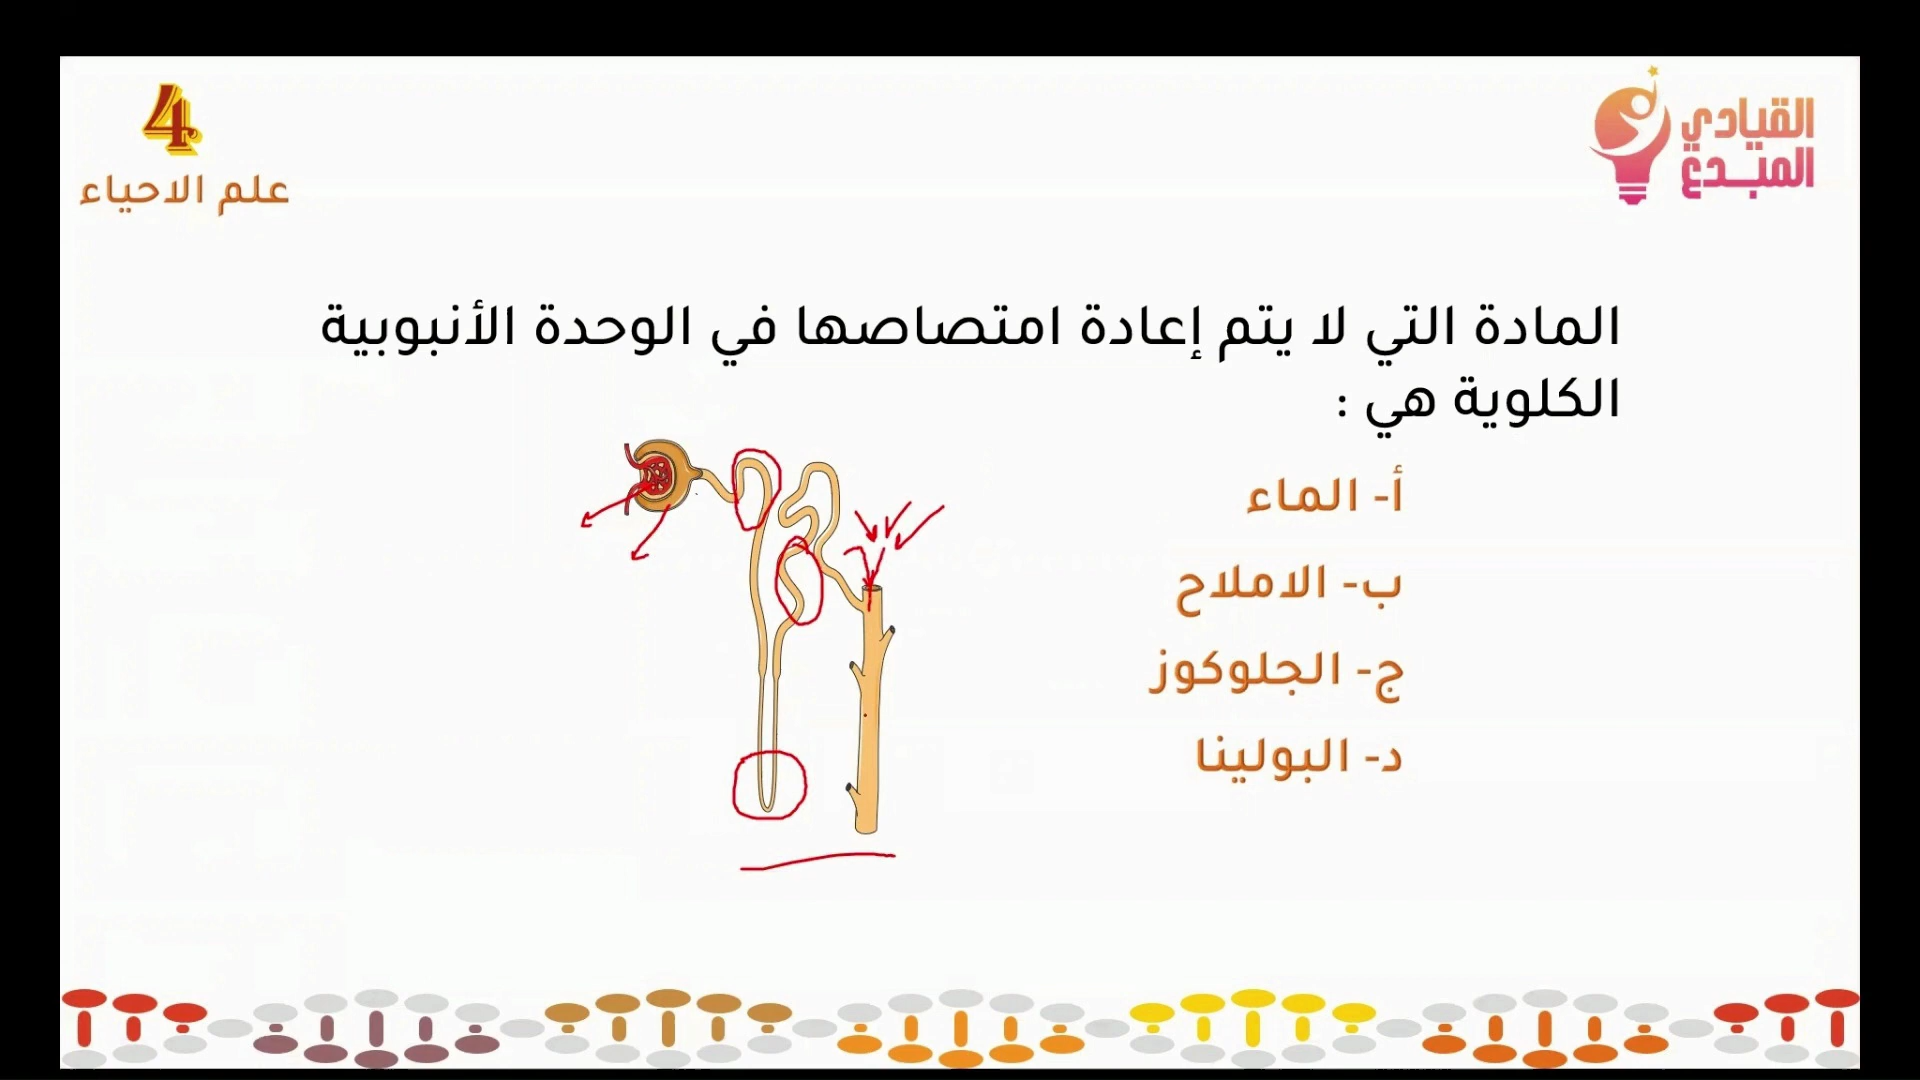 4
علم الاحياء
القيادي
المبدع
المادة التي لا يتم إعادة امتصاصها في الوحدة الأنبوبية
الكلوية هي :
أ- الماء
ب- الاملاح
ج- الجلوكوز
د- البولينا